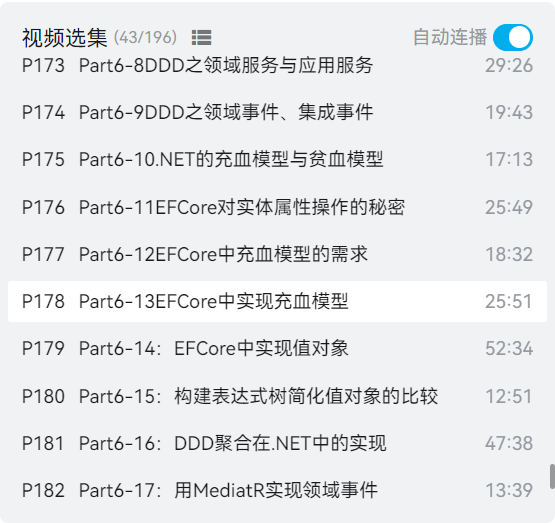 视频选集 (43/196) 自动连播
P173 Part6-8DDD之领域服务与应用服务 29:26
P174 Part6-9DDD之领域事件、集成事件 19:43
P175 Part6-10.NET的充血模型与贫血模型 17:13
P176 Part6-11EFCore对实体属性操作的秘密 25:49
P177 Part6-12EFCore中充血模型的需求 18:32
P178 Part6-13EFCore中实现充血模型 25:51
P179 Part6-14：EFCore中实现值对象 52:34
P180 Part6-15：构建表达式树简化值对象的比较 12:51
P181 Part6-16：DDD聚合在.NET中的实现 47:38
P182 Part6-17：用MediatR实现领域事件 13:39